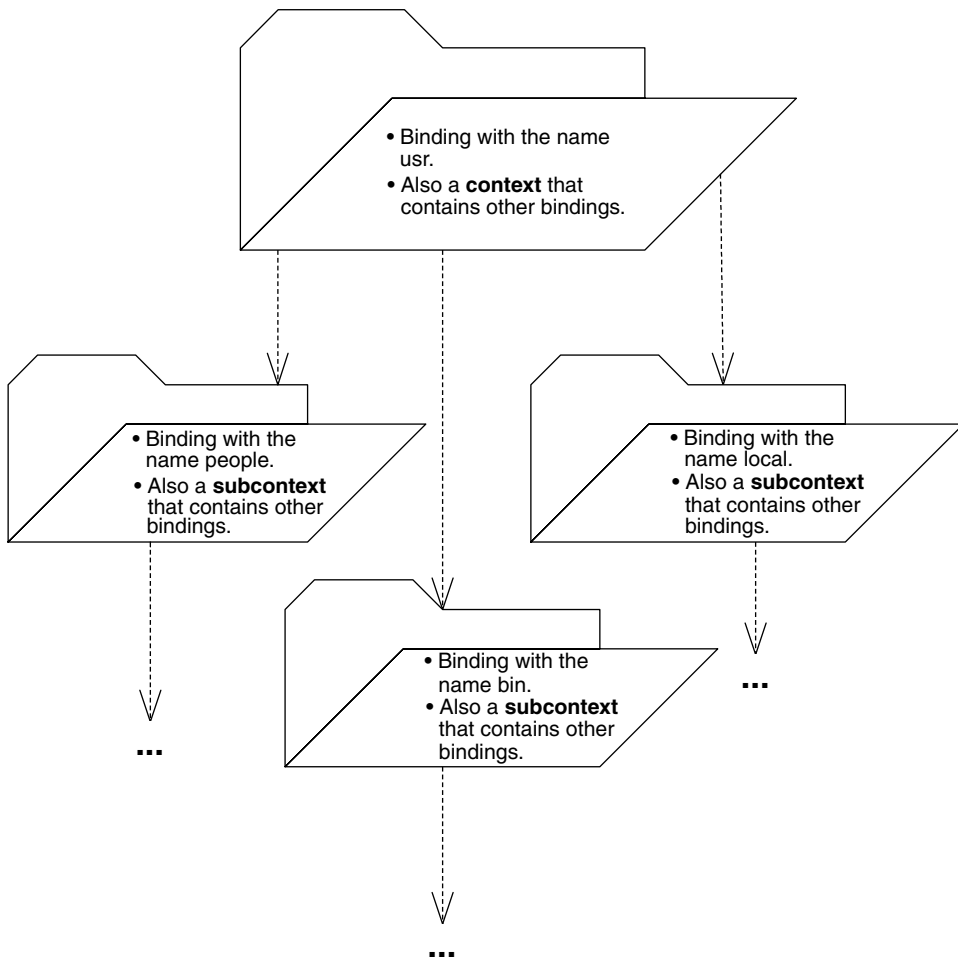 • Binding with the name
usr.
• Also a context that
contains other bindings.
• Binding with the
name people.
• Also a subcontext
that contains other
bindings.
• Binding with the
name local.
• Also a subcontext
that contains other
bindings.
...
• Binding with the
name bin.
• Also a subcontext
that contains other
bindings.
...
...